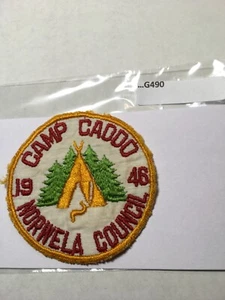 ...G490
CAMP CADDO
19 46
NORWELA COUNCIL